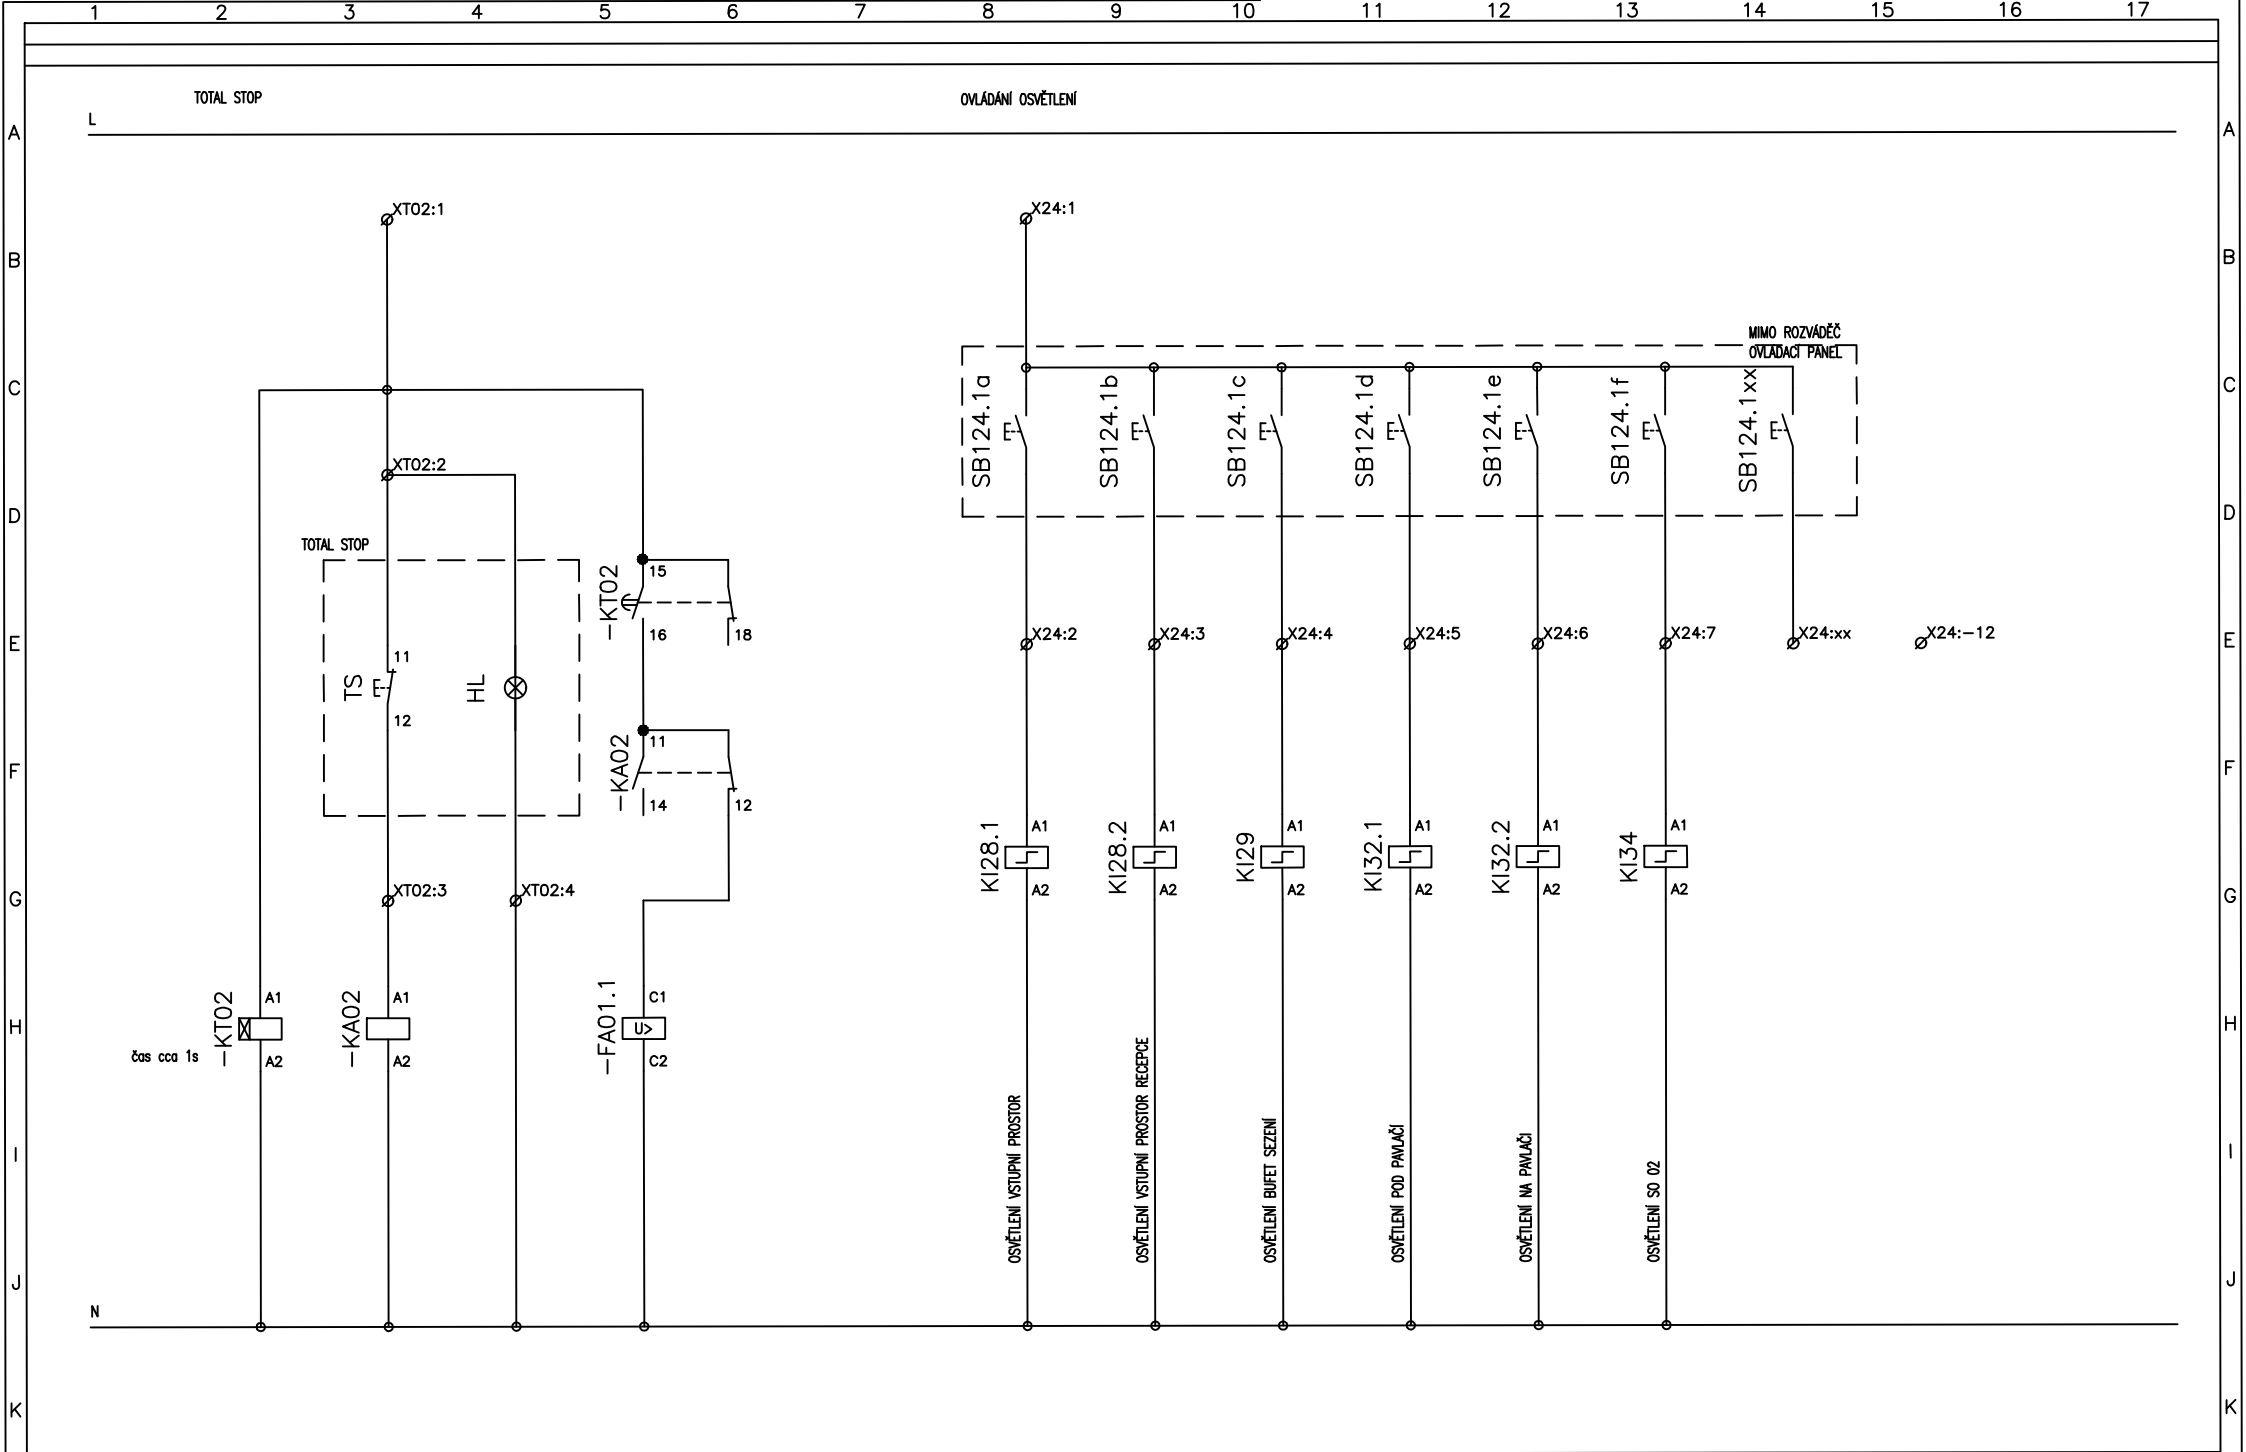 1 2 3 4 5 6 7 8 9 10 11 12 13 14 15 16 17
TOTAL STOP
OVLÁDÁNÍ OSVĚTLENÍ
L
A A
XT02:1
X24:1
B B
MIMO ROZVÁDĚČ
OVLÁDACÍ PANEL
C C
SB124.1a
SB124.1b
SB124.1c
SB124.1d
SB124.1e
SB124.1f
SB124.1xx
XT02:2
D D
TOTAL STOP
-KT02
15
16
18
E E
X24:2
X24:3
X24:4
X24:5
X24:6
X24:7
X24:xx
X24:-12
TS
11
12
HL
-KA02
11
14
12
F F
KI28.1
A1
A2
KI28.2
A1
A2
KI29
A1
A2
KI32.1
A1
A2
KI32.2
A1
A2
KI34
A1
A2
G G
XT02:3
XT02:4
H H
čas cca 1s
-KT02
A1
A2
-KA02
A1
A2
-FA01.1
C1
U>
C2
I I
OSVĚTLENÍ VSTUPNÍ PROSTOR
OSVĚTLENÍ VSTUPNÍ PROSTOR RECEPCE
OSVĚTLENÍ BUFET SEZENÍ
OSVĚTLENÍ POD PAVLAČÍ
OSVĚTLENÍ NA PAVLAČI
OSVĚTLENÍ SO 02
J J
N
K K